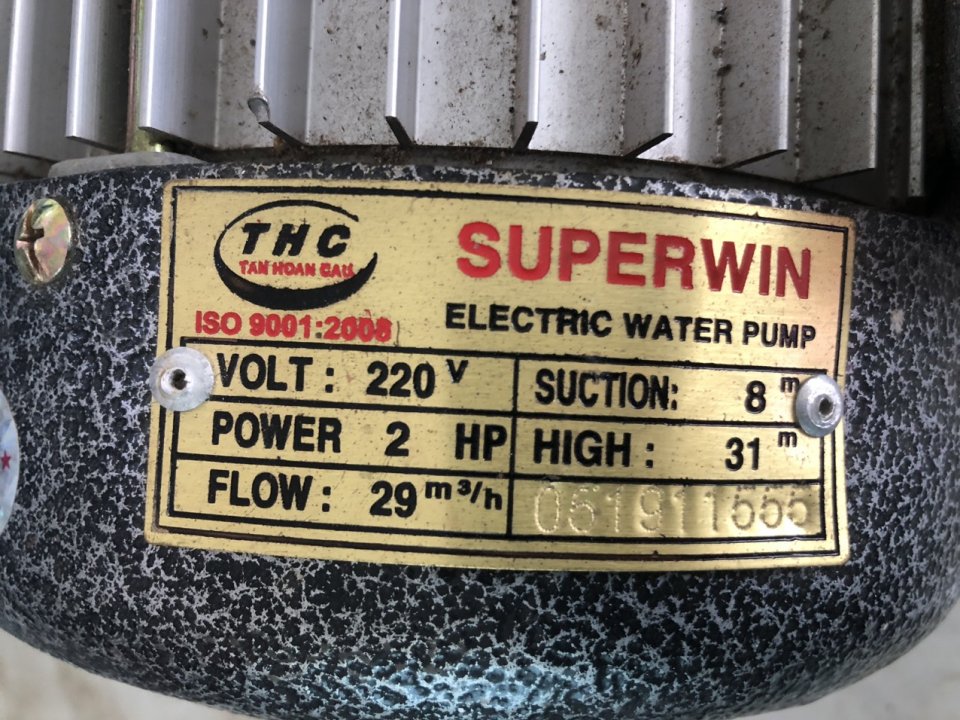 THC
TAN HOAN CAU
SUPERWIN
ISO 9001:2008
ELECTRIC WATER PUMP
VOLT : 220 V
SUCTION: 8 m
POWER 2 HP
HIGH : 31 m
FLOW : 29 m³/h
061911555